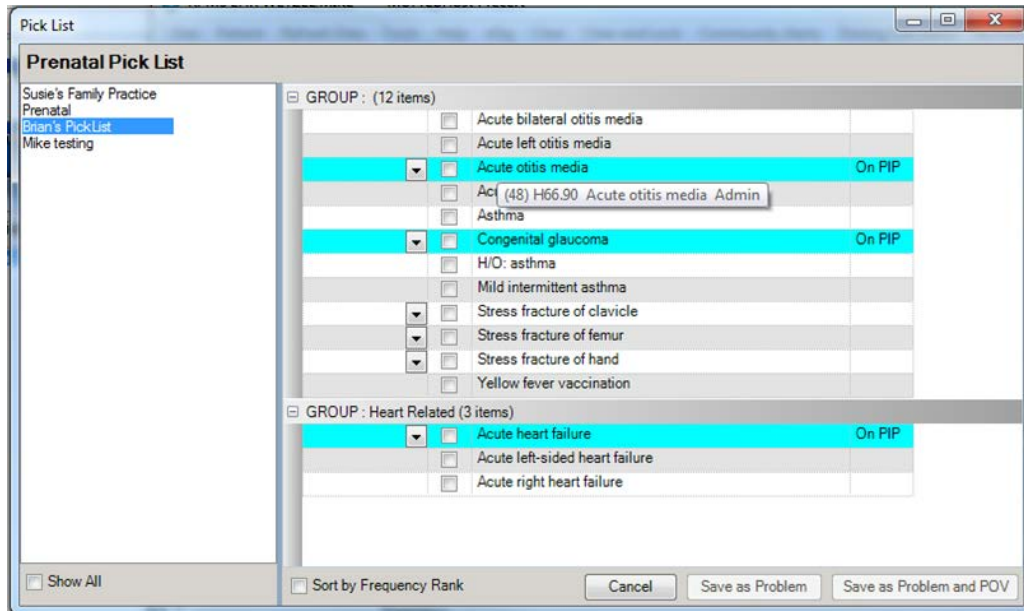 Pick List
Prenatal Pick List
Susie's Family Practice
Prenatal
Brian's PickList
Mike testing
Show All
GROUP : (12 items)
Acute bilateral otitis media
Acute left otitis media
Acute otitis media On PIP
(48) H66.90 Acute otitis media Admin
Asthma
Congenital glaucoma On PIP
H/O: asthma
Mild intermittent asthma
Stress fracture of clavicle
Stress fracture of femur
Stress fracture of hand
Yellow fever vaccination
GROUP : Heart Related (3 items)
Acute heart failure On PIP
Acute left-sided heart failure
Acute right heart failure
Sort by Frequency Rank
Cancel
Save as Problem
Save as Problem and POV